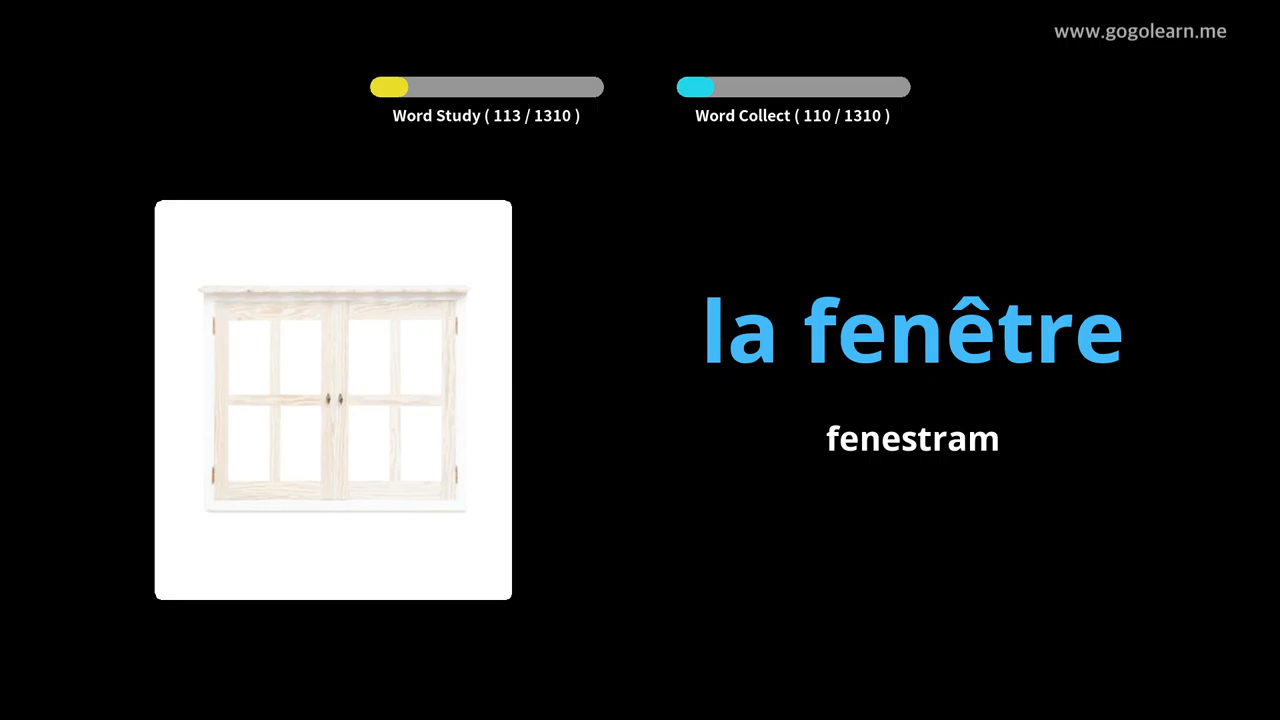 www.gogolearn.me
Word Study ( 113 / 1310 )
Word Collect ( 110 / 1310 )
la fenêtre
fenestram